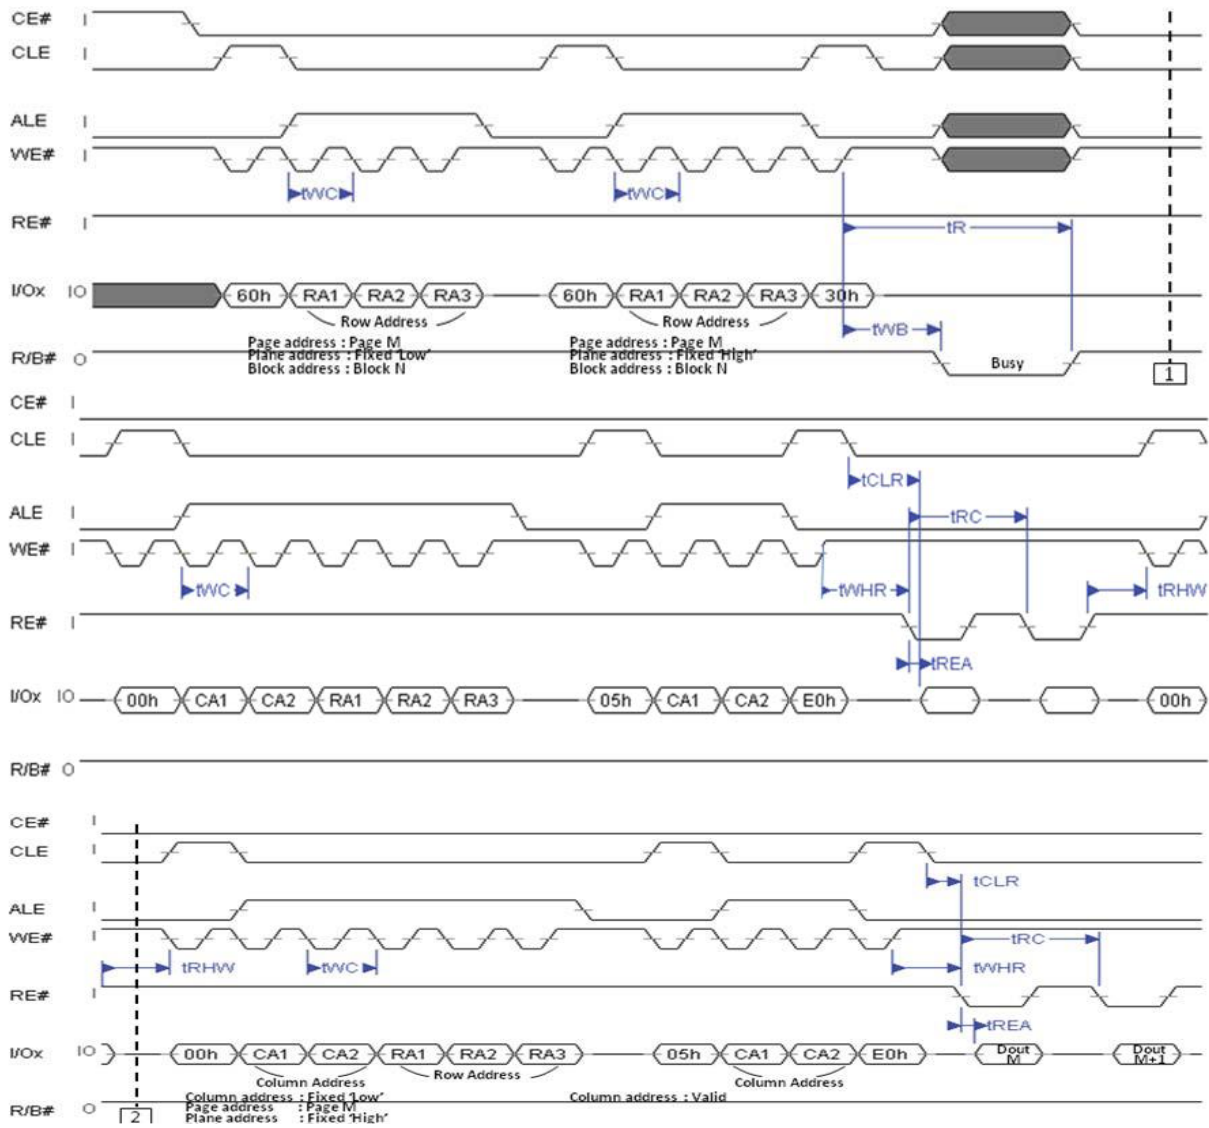 CE# I
CLE I
ALE I
WE# I
tWC tWC
RE# I
tR
I/Ox IO 60h RA1 RA2 RA3 60h RA1 RA2 RA3 30h
Row Address Row Address
tWB
Page address : Page M Page address : Page M
Plane address : Fixed 'Low' Plane address : Fixed 'High'
Block address : Block N Block address : Block N
R/B# O Busy
1
CE# I
CLE I
tCLR
ALE I
tRC
WE# I
tWC tWHR tRHW
RE# I
tREA
I/Ox IO 00h CA1 CA2 RA1 RA2 RA3 05h CA1 CA2 E0h 00h
R/B# O
CE# I
CLE I
tCLR
ALE I
WE# I
tRC
tRHW tWC tWHR
RE# I
tREA
I/Ox IO 00h CA1 CA2 RA1 RA2 RA3 05h CA1 CA2 E0h Dout M Dout M+1
Column Address Row Address Column Address
Column address : Fixed 'Low' Column address : Valid
Page address : Page M
Plane address : Fixed 'High'
R/B# O
2